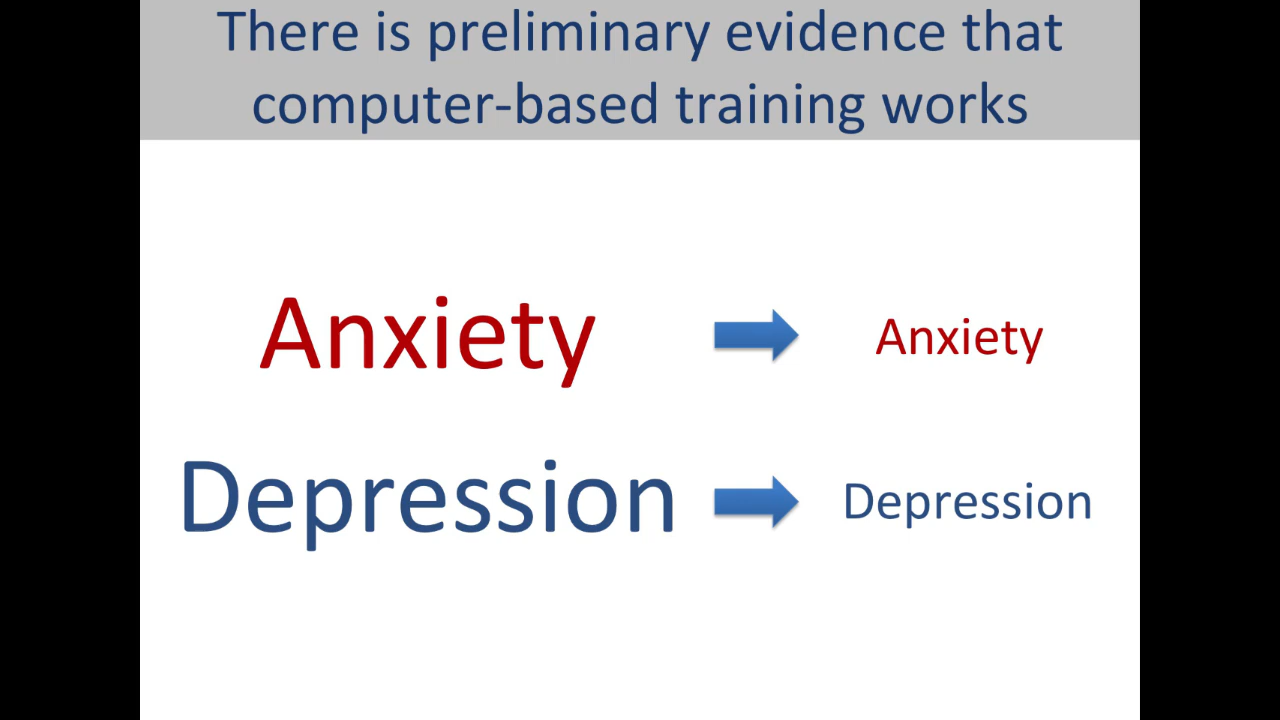 There is preliminary evidence that
computer-based training works
Anxiety Anxiety
Depression Depression